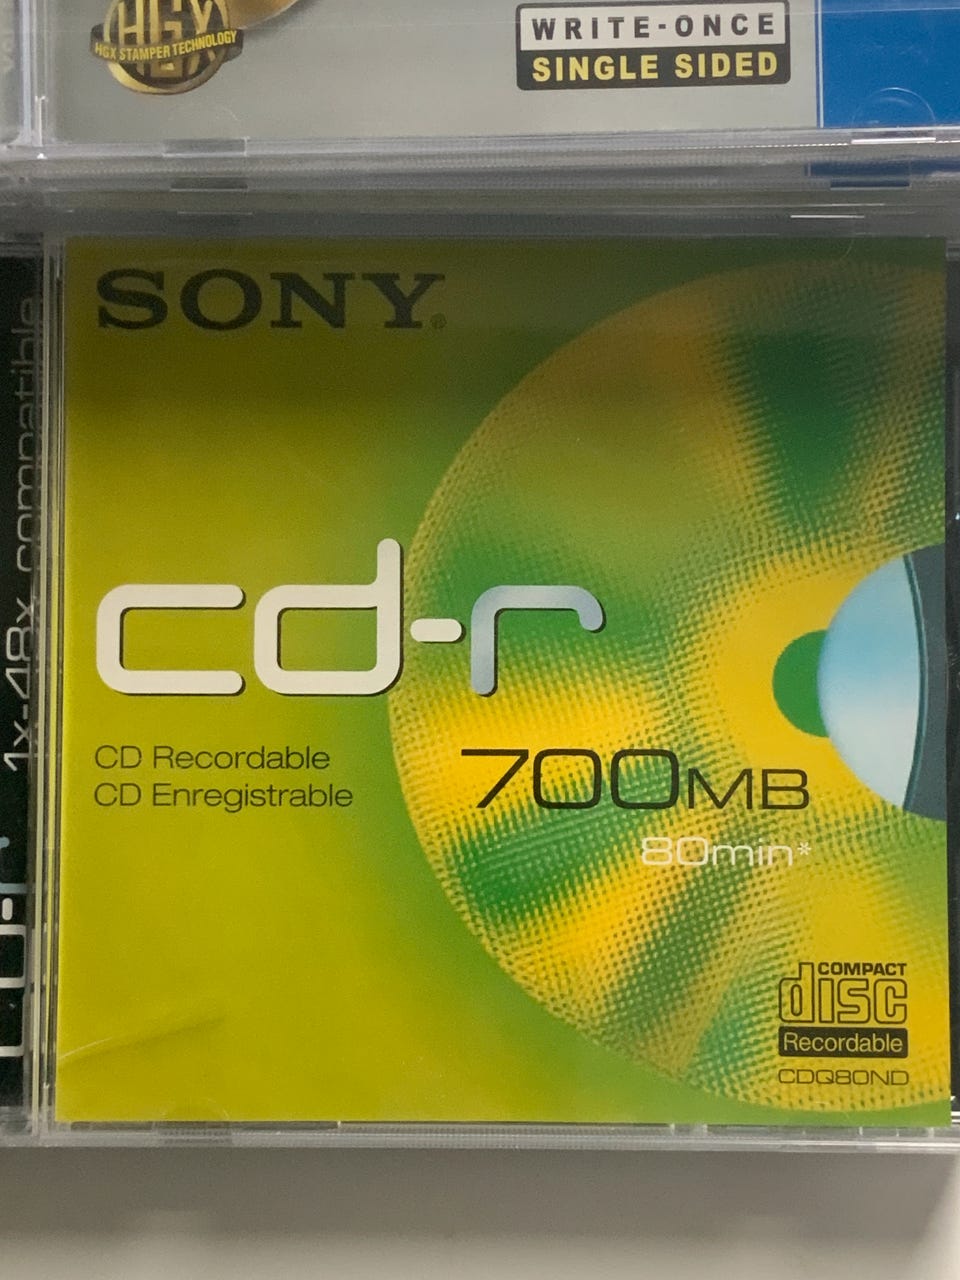 HGX
HGX STAMPER TECHNOLOGY
WRITE-ONCE
SINGLE SIDED
SONY®
1x-48x compatible
cd-r
CD Recordable
CD Enregistrable
700MB
80min*
COMPACT
disc
Recordable
CDQ80ND